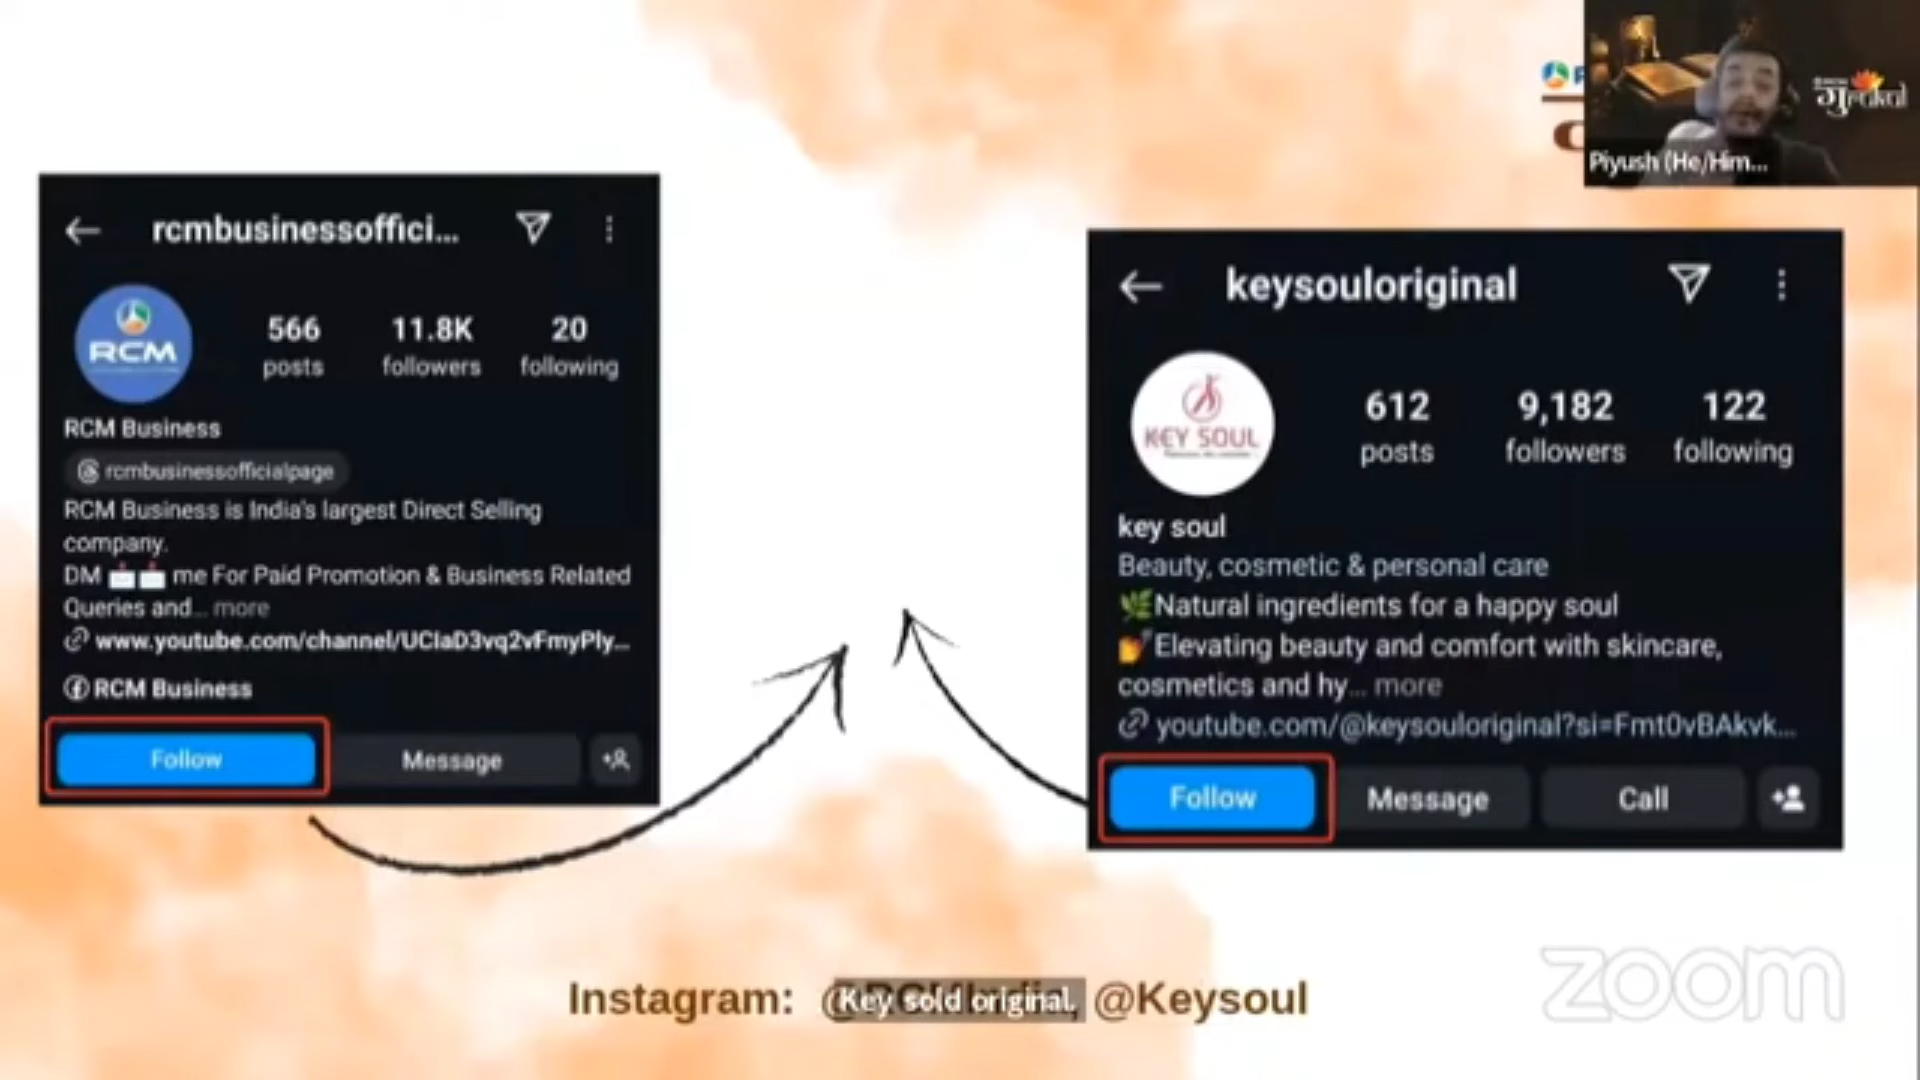 Piyush (He/Him...
गुरukul
rcmbusinessoffici...
RCM
566
posts
11.8K
followers
20
following
RCM Business
rcmbusinessofficialpage
RCM Business is India's largest Direct Selling
company.
DM me For Paid Promotion & Business Related
Queries and... more
www.youtube.com/channel/UClaD3vq2vFmyPly...
RCM Business
Follow
Message
keysouloriginal
KEY SOUL
612
posts
9,182
followers
122
following
key soul
Beauty, cosmetic & personal care
Natural ingredients for a happy soul
Elevating beauty and comfort with skincare,
cosmetics and hy... more
youtube.com/@keysouloriginal?si=Fmt0vBAkvk...
Follow
Message
Call
Instagram: @Keysoul
Key sold original,
zoom